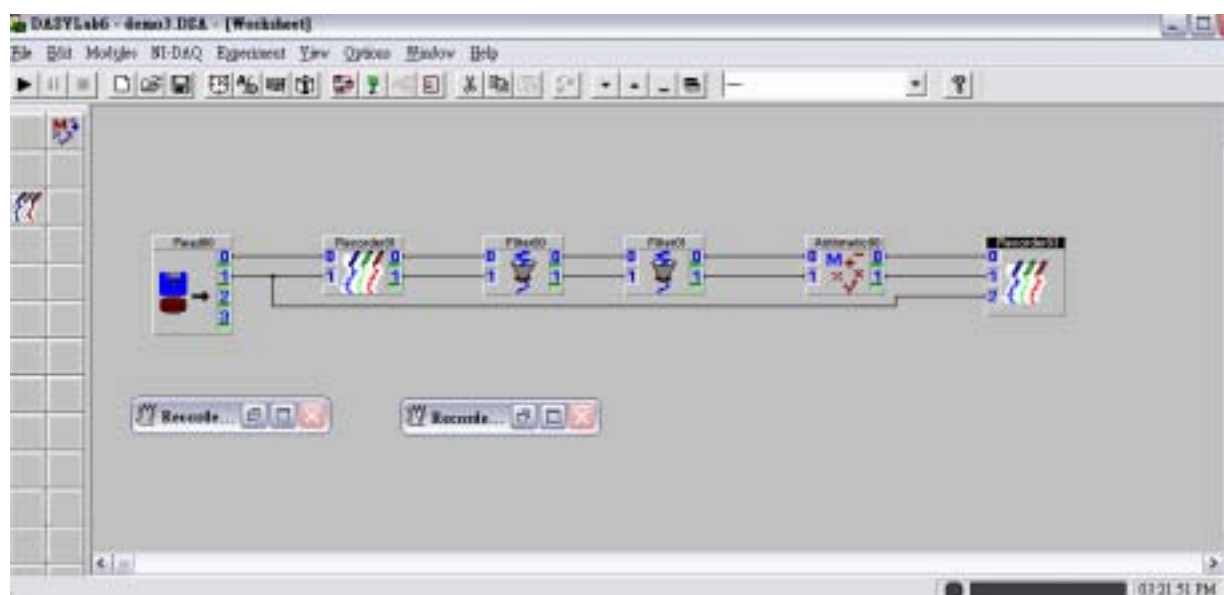 DASYLab6 - demo3.DSA - [Worksheet]
File Edit Modules NI-DAQ Experiment View Options Window Help
Read00 Recorder01 Filter00 Filter01 Arithmetic00
0 0 0 0 0 0 0 0 0 0
1 1 1 1 1 1 1 1 1 1
2 2
3
Recorde... Recorde...
03:21:51 PM